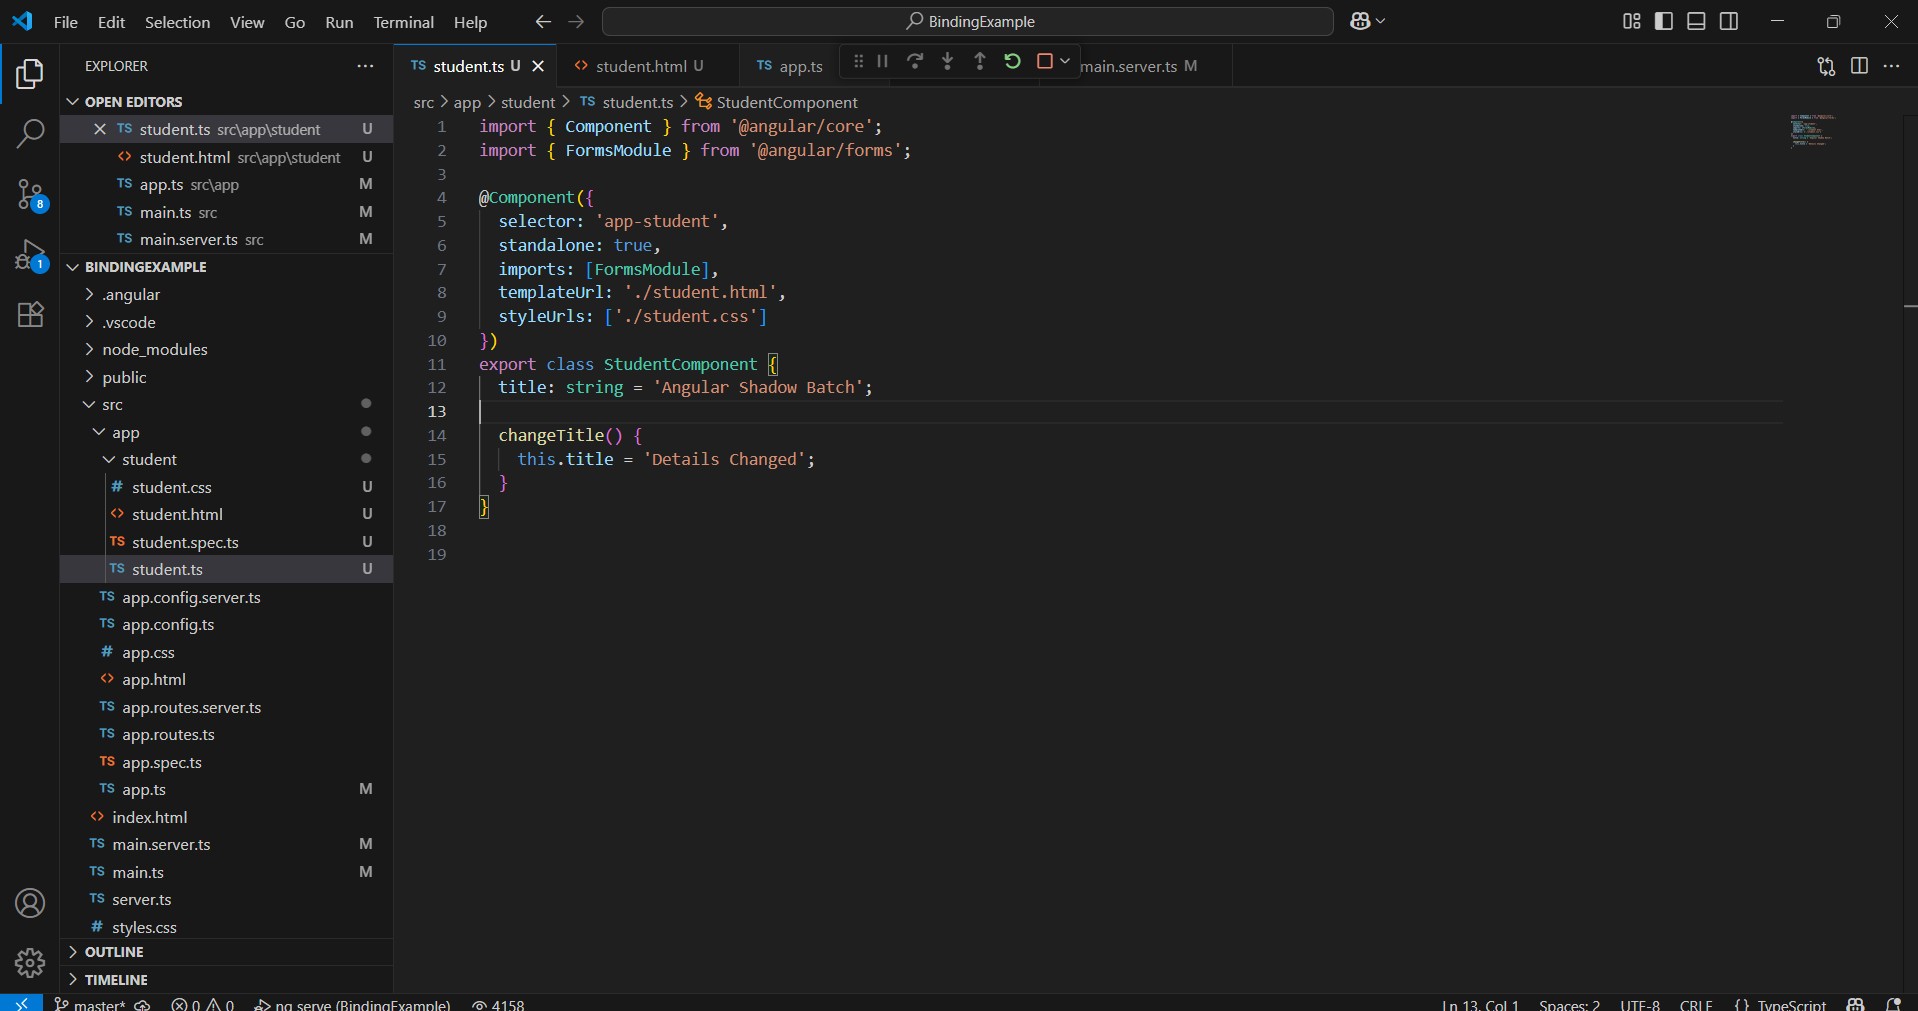 File Edit Selection View Go Run Terminal Help
BindingExample
EXPLORER
OPEN EDITORS
TS student.ts src\app\student U
<> student.html src\app\student U
TS app.ts src\app M
TS main.ts src M
TS main.server.ts src M
BINDINGEXAMPLE
.angular
.vscode
node_modules
public
src
app
student
# student.css U
<> student.html U
TS student.spec.ts U
TS student.ts U
TS app.config.server.ts
TS app.config.ts
# app.css
<> app.html
TS app.routes.server.ts
TS app.routes.ts
TS app.spec.ts
TS app.ts M
<> index.html
TS main.server.ts M
TS main.ts M
TS server.ts
# styles.css
OUTLINE
TIMELINE
8
1
TS student.ts U
<> student.html U
TS app.ts
main.server.ts M
src > app > student > TS student.ts > StudentComponent
1 import { Component } from '@angular/core';
2 import { FormsModule } from '@angular/forms';
3
4 @Component({
5 selector: 'app-student',
6 standalone: true,
7 imports: [FormsModule],
8 templateUrl: './student.html',
9 styleUrls: ['./student.css']
10 })
11 export class StudentComponent {
12 title: string = 'Angular Shadow Batch';
13
14 changeTitle() {
15 this.title = 'Details Changed';
16 }
17 }
18
19
master* 0 0 ng serve (BindingExample) 4158 Ln 13, Col 1 Spaces: 2 UTF-8 CRLF {} TypeScript